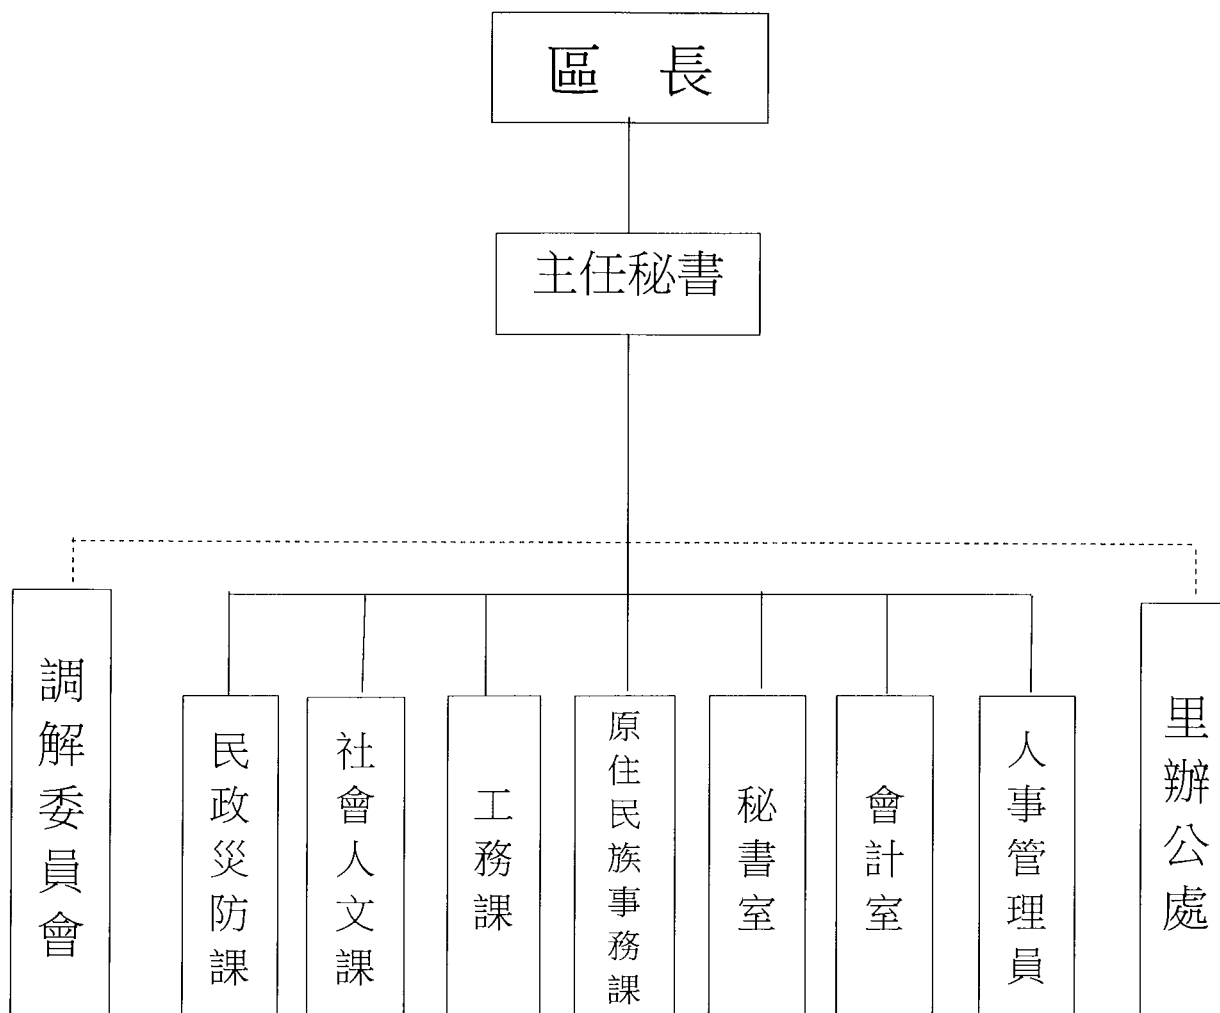 區　長
主任秘書
調解委員會
民政災防課
社會人文課
工務課
原住民族事務課
秘書室
會計室
人事管理員
里辦公處